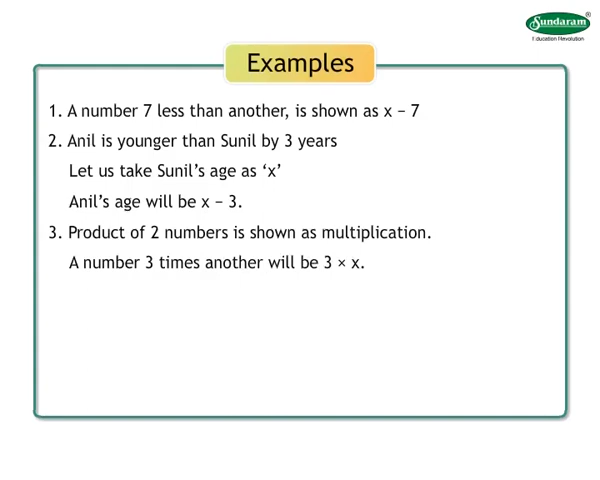 Sundaram®
Education Revolution
Examples
1. A number 7 less than another, is shown as x − 7
2. Anil is younger than Sunil by 3 years
Let us take Sunil's age as ‘x’
Anil’s age will be x − 3.
3. Product of 2 numbers is shown as multiplication.
A number 3 times another will be 3 × x.